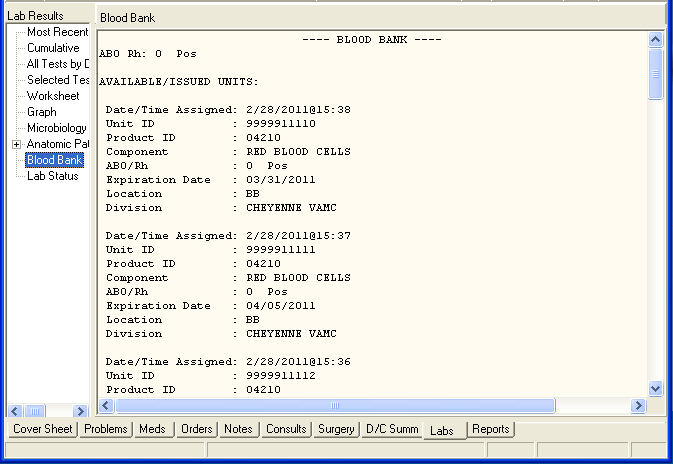 Lab Results
Most Recent
Cumulative
All Tests by D
Selected Tes
Worksheet
Graph
Microbiology
Anatomic Pat
Blood Bank
Lab Status
Blood Bank
---- BLOOD BANK ----
ABO Rh: O Pos
AVAILABLE/ISSUED UNITS:
Date/Time Assigned: 2/28/2011@15:38
Unit ID : 9999911110
Product ID : 04210
Component : RED BLOOD CELLS
ABO/Rh : O Pos
Expiration Date : 03/31/2011
Location : BB
Division : CHEYENNE VAMC
Date/Time Assigned: 2/28/2011@15:37
Unit ID : 9999911111
Product ID : 04210
Component : RED BLOOD CELLS
ABO/Rh : O Pos
Expiration Date : 04/05/2011
Location : BB
Division : CHEYENNE VAMC
Date/Time Assigned: 2/28/2011@15:36
Unit ID : 9999911112
Product ID : 04210
Cover Sheet Problems Meds Orders Notes Consults Surgery D/C Summ Labs Reports